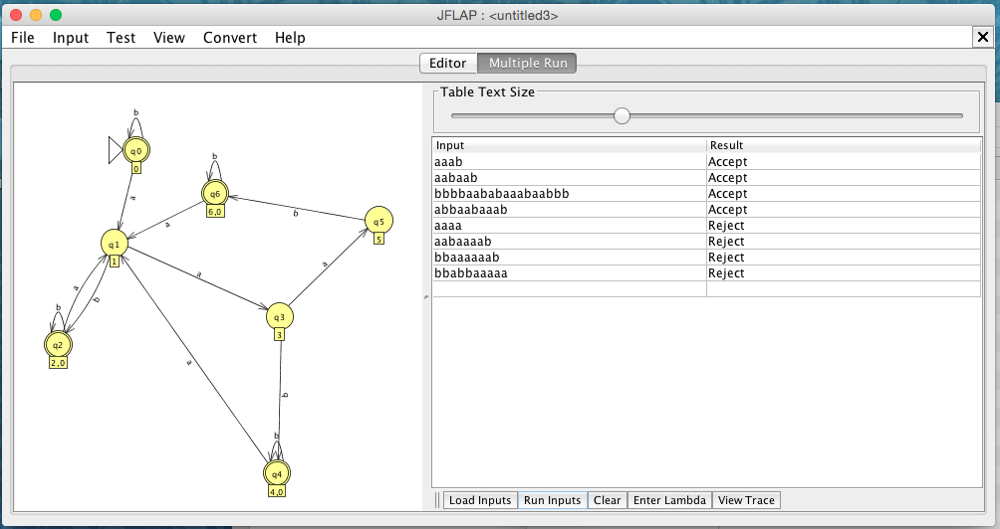 JFLAP : <untitled3>
File Input Test View Convert Help
Editor Multiple Run
b
q0
0
a
b
q6
6,0
a
b
q5
5
q1
1
a
a
a
b
b
q2
2,0
q3
3
a
b
b
q4
4,0
Table Text Size
Input Result
aaab Accept
aabaab Accept
bbbbaababaaabaabbb Accept
abbaabaaab Accept
aaaa Reject
aabaaaab Reject
bbaaaaaab Reject
bbabbaaaaa Reject
Load Inputs Run Inputs Clear Enter Lambda View Trace